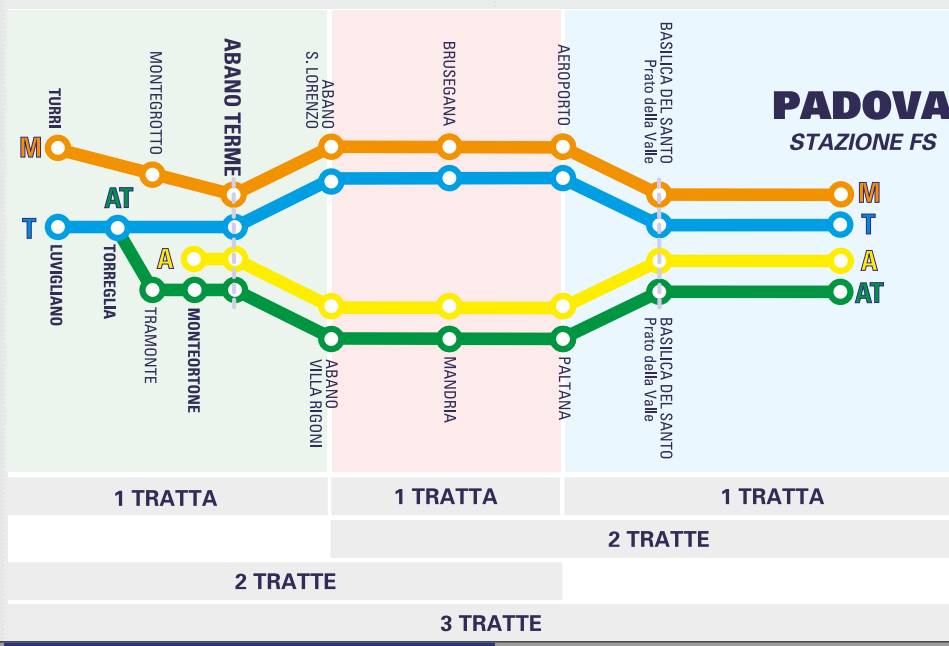 TURRI
MONTEGROTTO
ABANO TERME
ABANO
S. LORENZO
BRUSEGANA
AEROPORTO
BASILICA DEL SANTO
Prato della Valle
PADOVA
STAZIONE FS
M
AT
T
A
M
T
A
AT
LUVIGLIANO
TORREGLIA
TRAMONTE
MONTEORTONE
ABANO
VILLA RIGONI
MANDRIA
PALTANA
BASILICA DEL SANTO
Prato della Valle
1 TRATTA
1 TRATTA
1 TRATTA
2 TRATTE
2 TRATTE
3 TRATTE